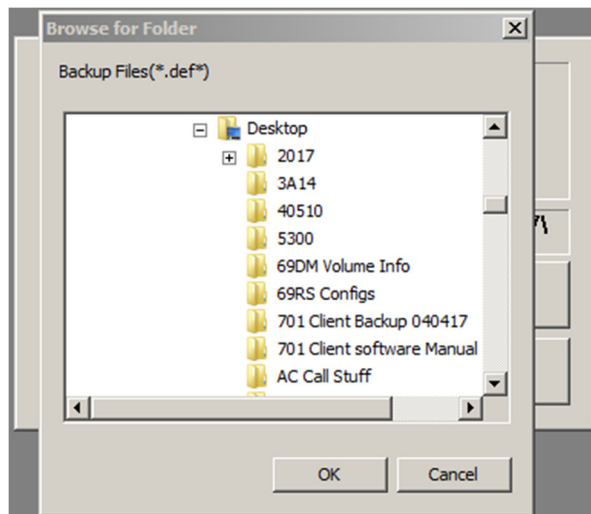 Browse for Folder
Backup Files(*.def*)
Desktop
2017
3A14
40510
5300
69DM Volume Info
69RS Configs
701 Client Backup 040417
701 Client software Manual
AC Call Stuff
OK
Cancel